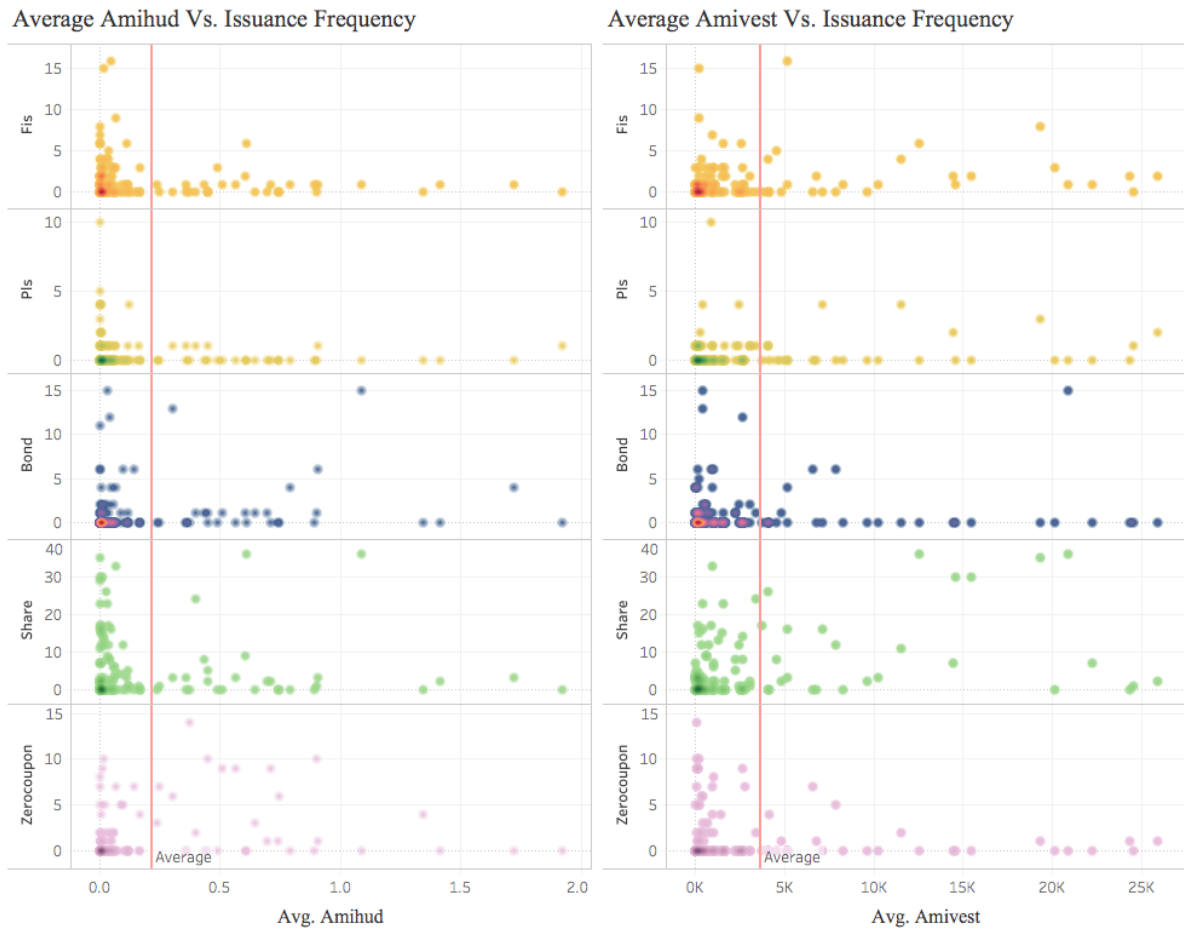 Average Amihud Vs. Issuance Frequency
Fis
15
10
5
0
PIs
10
5
0
Bond
15
10
5
0
Share
40
30
20
10
0
Zerocoupon
15
10
5
0
Average
0.0 0.5 1.0 1.5 2.0
Avg. Amihud
Average Amivest Vs. Issuance Frequency
Fis
15
10
5
0
PIs
10
5
0
Bond
15
10
5
0
Share
40
30
20
10
0
Zerocoupon
15
10
5
0
Average
0K 5K 10K 15K 20K 25K
Avg. Amivest